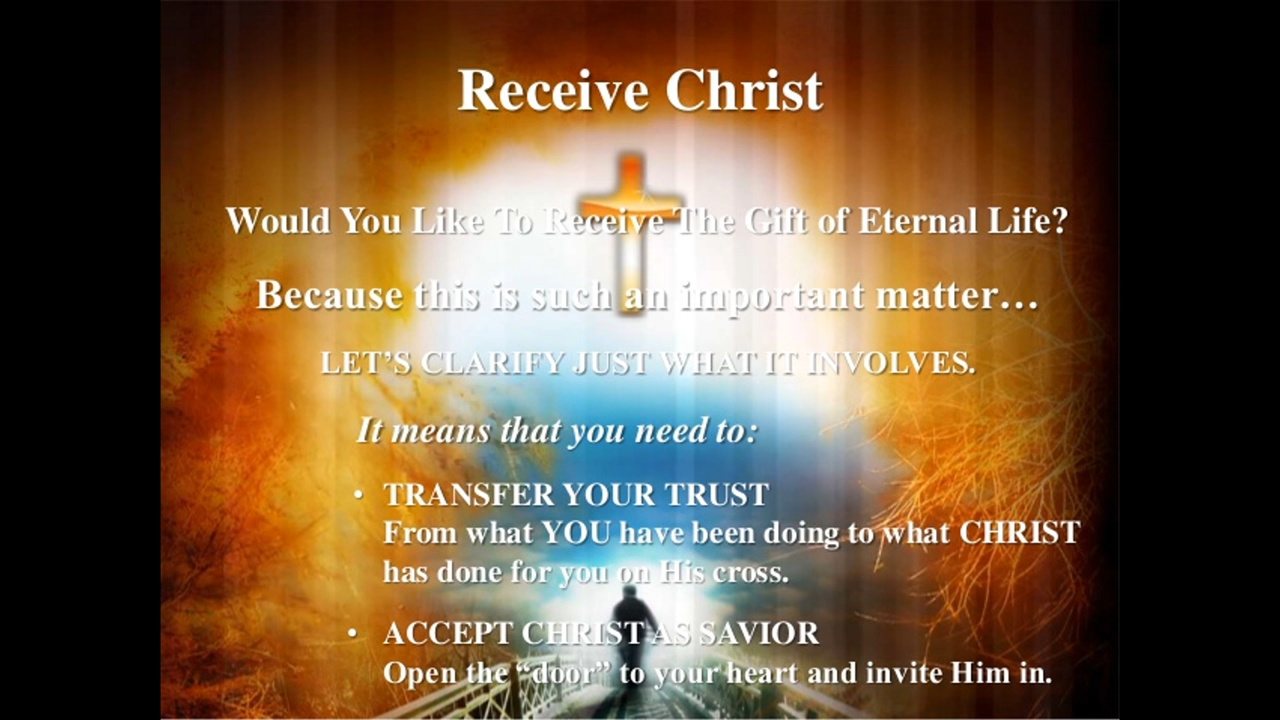 Receive Christ
Would You Like To Receive The Gift of Eternal Life?
Because this is such an important matter…
LET’S CLARIFY JUST WHAT IT INVOLVES.
It means that you need to:
• TRANSFER YOUR TRUST
From what YOU have been doing to what CHRIST
has done for you on His cross.
• ACCEPT CHRIST AS SAVIOR
Open the “door” to your heart and invite Him in.